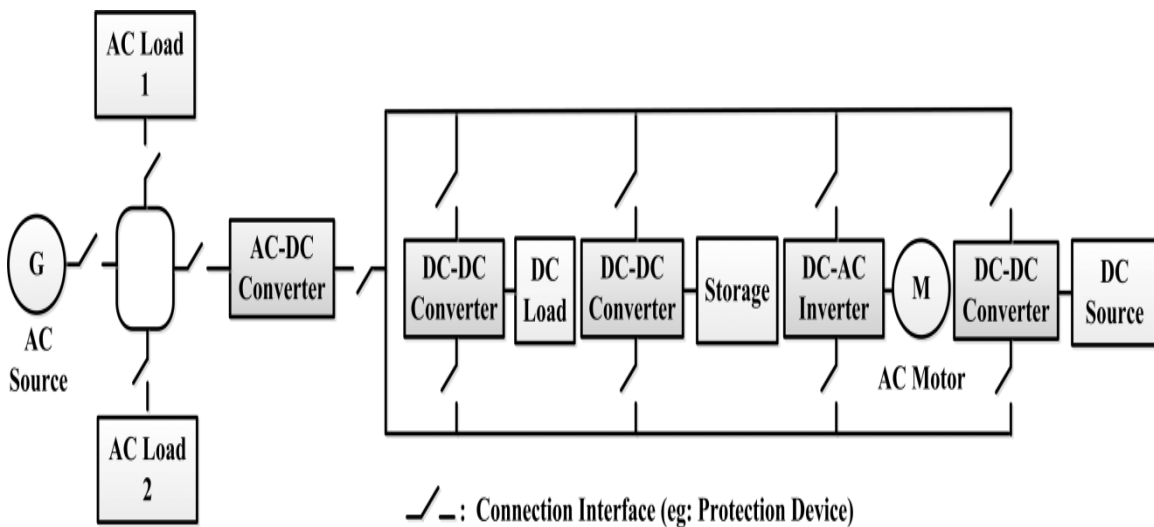 AC Load
1
G
AC
Source
AC-DC
Converter
DC-DC
Converter
DC
Load
DC-DC
Converter
Storage
DC-AC
Inverter
M
AC Motor
DC-DC
Converter
DC
Source
AC Load
2
: Connection Interface (eg: Protection Device)